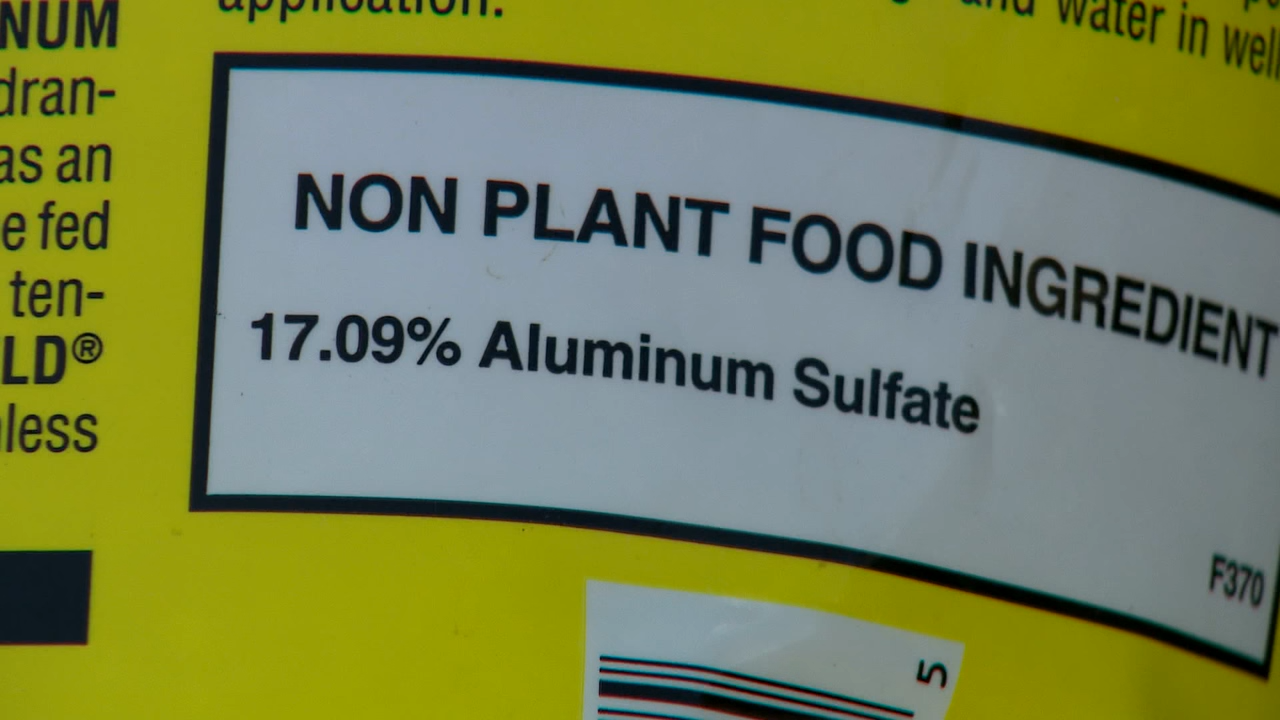 NUM
dran-
as an
e fed
ten-
LD®
less
application.
and water in well
NON PLANT FOOD INGREDIENT
17.09% Aluminum Sulfate
F370
5